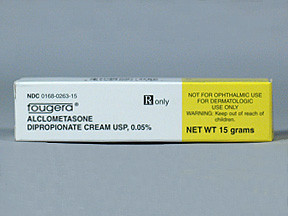 NDC 0168-0263-15
fougera®
ALCLOMETASONE
DIPROPIONATE CREAM USP, 0.05%
Rx only
NOT FOR OPHTHALMIC USE
FOR DERMATOLOGIC
USE ONLY
WARNING: Keep out of reach of
children.
NET WT 15 grams